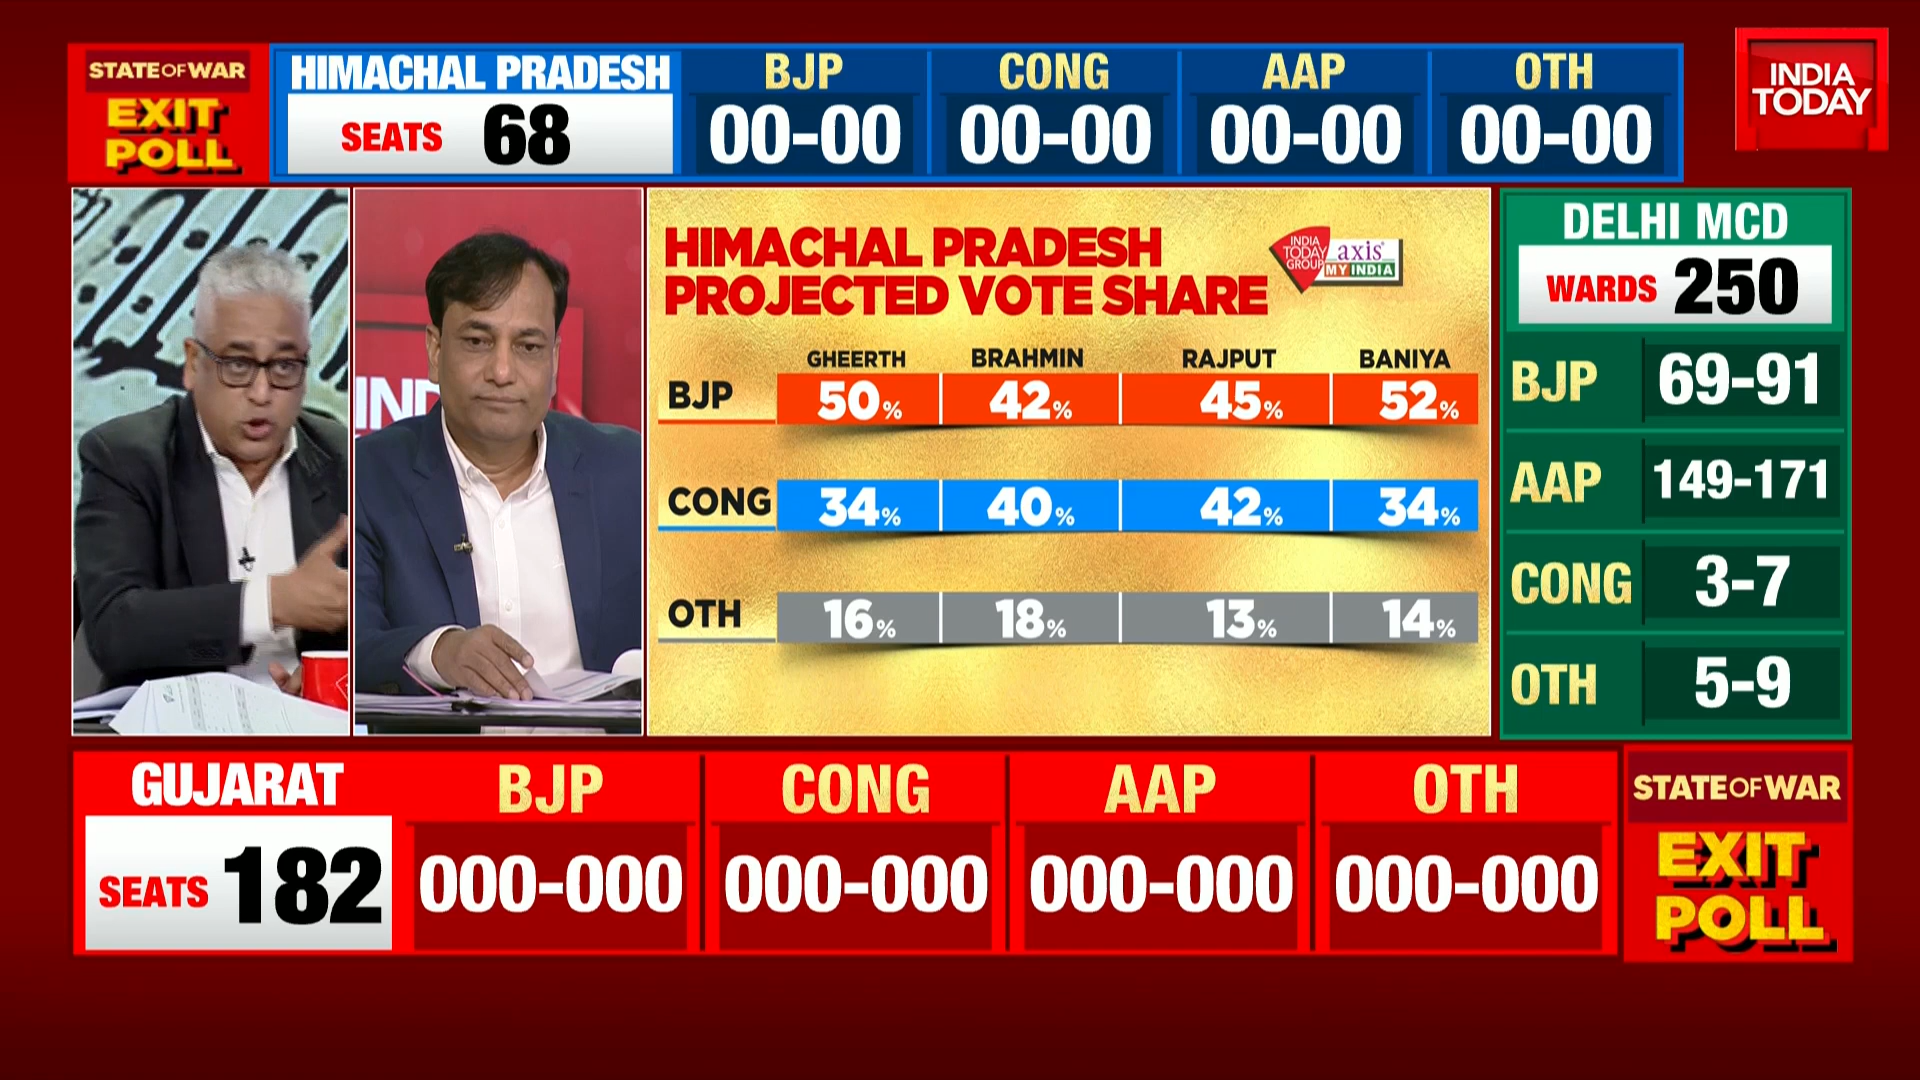 STATE OF WAR
EXIT
POLL
HIMACHAL PRADESH
SEATS 68
BJP
00-00
CONG
00-00
AAP
00-00
OTH
00-00
INDIA
TODAY
IND
HIMACHAL PRADESH
PROJECTED VOTE SHARE
INDIA
TODAY
GROUP
axis
MY INDIA
GHEERTH BRAHMIN RAJPUT BANIYA
BJP 50% 42% 45% 52%
CONG 34% 40% 42% 34%
OTH 16% 18% 13% 14%
DELHI MCD
WARDS 250
BJP 69-91
AAP 149-171
CONG 3-7
OTH 5-9
GUJARAT
SEATS 182
BJP
000-000
CONG
000-000
AAP
000-000
OTH
000-000
STATE OF WAR
EXIT
POLL